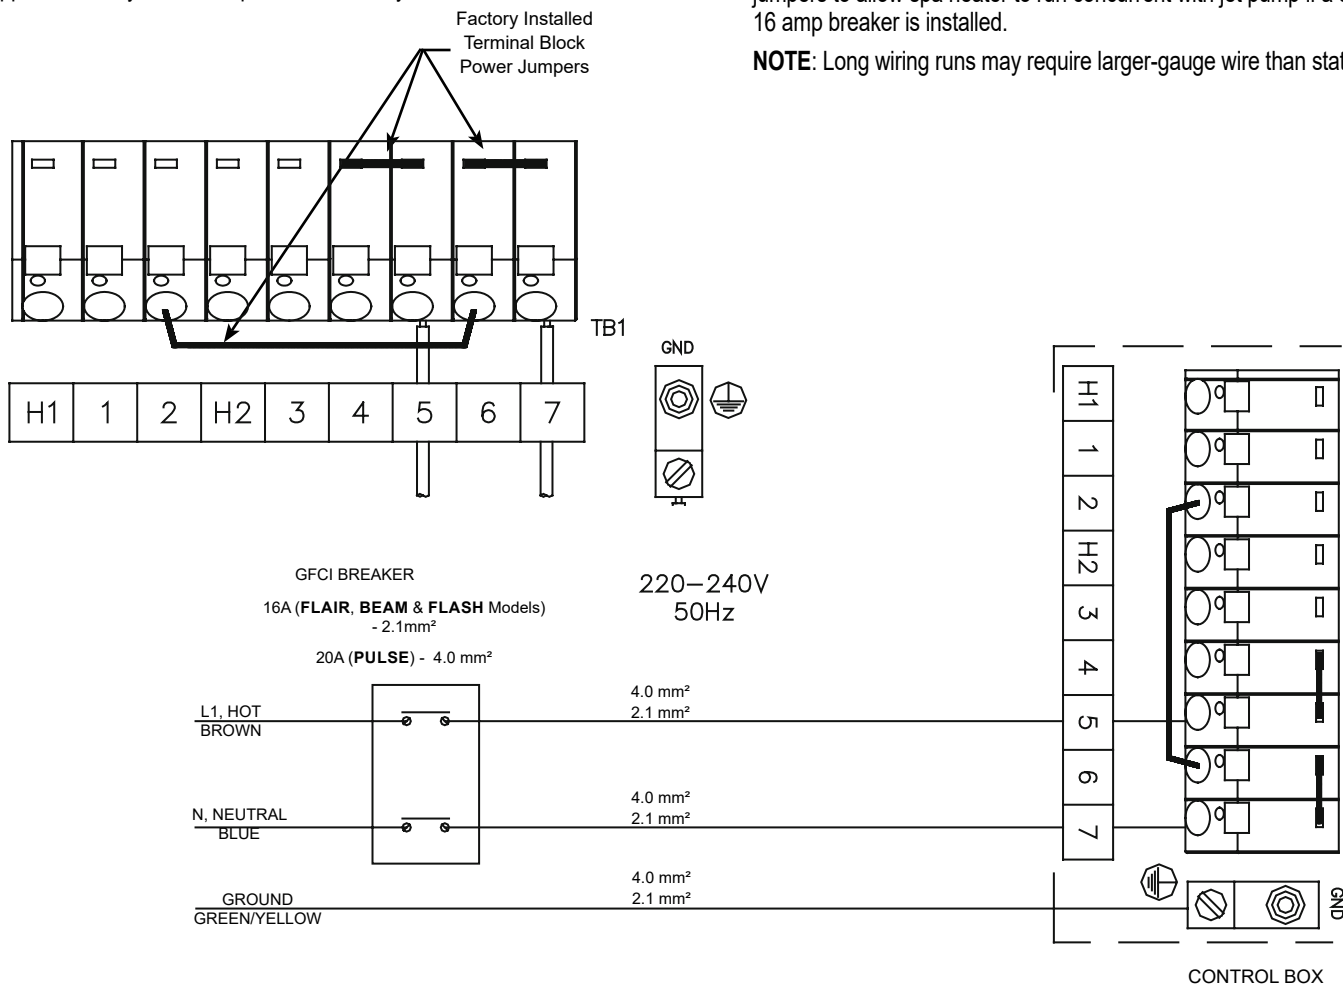 Factory Installed
Terminal Block
Power Jumpers
16 amp breaker is installed.
NOTE: Long wiring runs may require larger-gauge wire than
TB1
H1 1 2 H2 3 4 5 6 7
GND
GFCI BREAKER
16A (FLAIR, BEAM & FLASH Models)
- 2.1mm²
20A (PULSE) - 4.0 mm²
220-240V
50Hz
L1, HOT
BROWN
4.0 mm²
2.1 mm²
N, NEUTRAL
BLUE
4.0 mm²
2.1 mm²
GROUND
GREEN/YELLOW
4.0 mm²
2.1 mm²
H1
1
2
H2
3
4
5
6
7
GND
CONTROL BOX